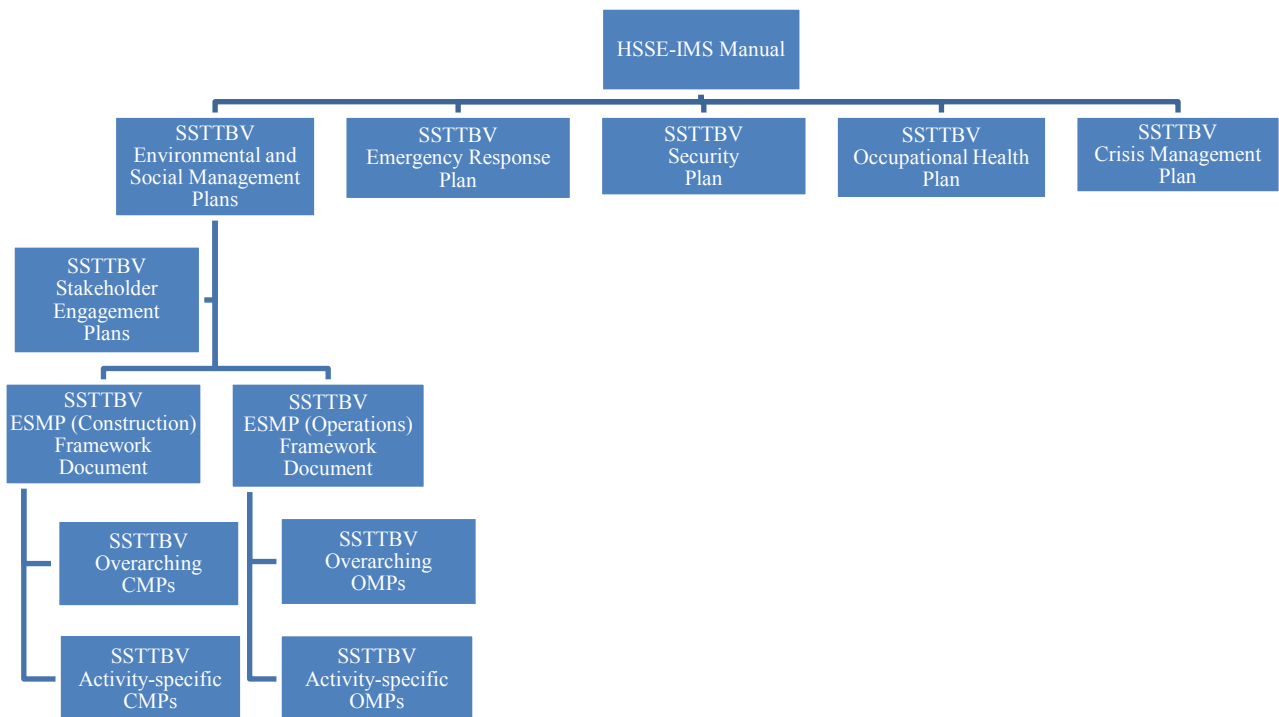 HSSE-IMS Manual
SSTTBV
Environmental and
Social Management
Plans
SSTTBV
Emergency Response
Plan
SSTTBV
Security
Plan
SSTTBV
Occupational Health
Plan
SSTTBV
Crisis Management
Plan
SSTTBV
Stakeholder
Engagement
Plans
SSTTBV
ESMP (Construction)
Framework
Document
SSTTBV
ESMP (Operations)
Framework
Document
SSTTBV
Overarching
CMPs
SSTTBV
Overarching
OMPs
SSTTBV
Activity-specific
CMPs
SSTTBV
Activity-specific
OMPs